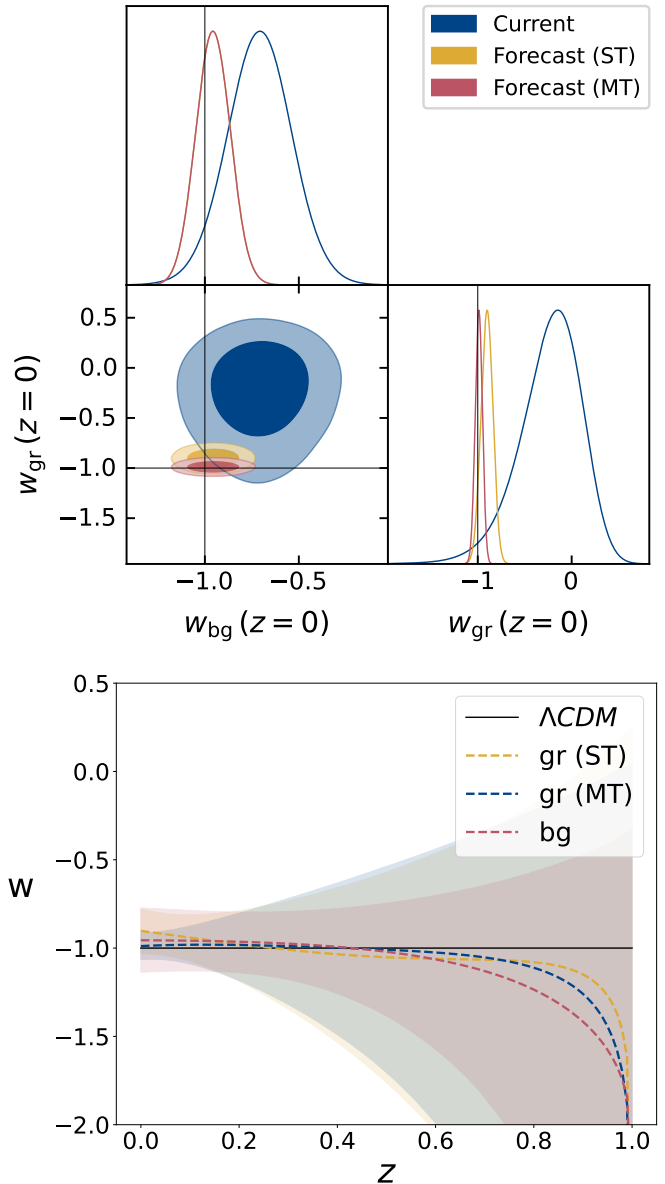 Current
Forecast (ST)
Forecast (MT)
0.5
0.0
−0.5
−1.0
−1.5
w_gr (z = 0)
−1.0 −0.5
w_bg (z = 0)
−1 0
w_gr (z = 0)
0.5
0.0
−0.5
−1.0
−1.5
−2.0
w
ΛCDM
gr (ST)
gr (MT)
bg
0.0 0.2 0.4 0.6 0.8 1.0
z